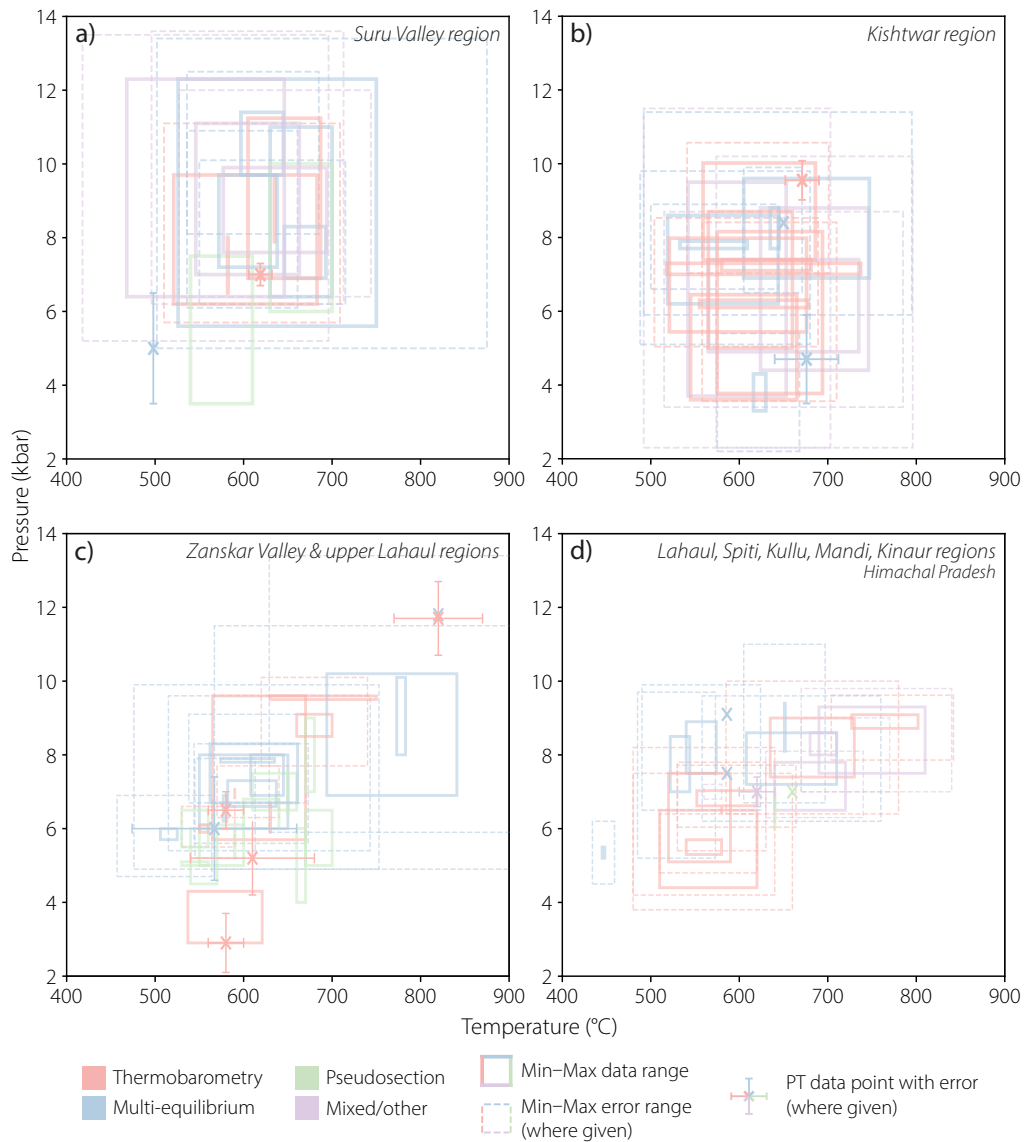 14
12
10
8
6
4
2
a)
Suru Valley region
400
500
600
700
800
900
14
12
10
8
6
4
2
b)
Kishtwar region
400
500
600
700
800
900
Pressure (kbar)
14
12
10
8
6
4
2
c)
Zanskar Valley & upper Lahaul regions
400
500
600
700
800
900
14
12
10
8
6
4
2
d)
Lahaul, Spiti, Kullu, Mandi, Kinaur regions
Himachal Pradesh
400
500
600
700
800
900
Temperature (°C)
Thermobarometry
Multi-equilibrium
Pseudosection
Mixed/other
Min–Max data range
Min–Max error range
(where given)
PT data point with error
(where given)